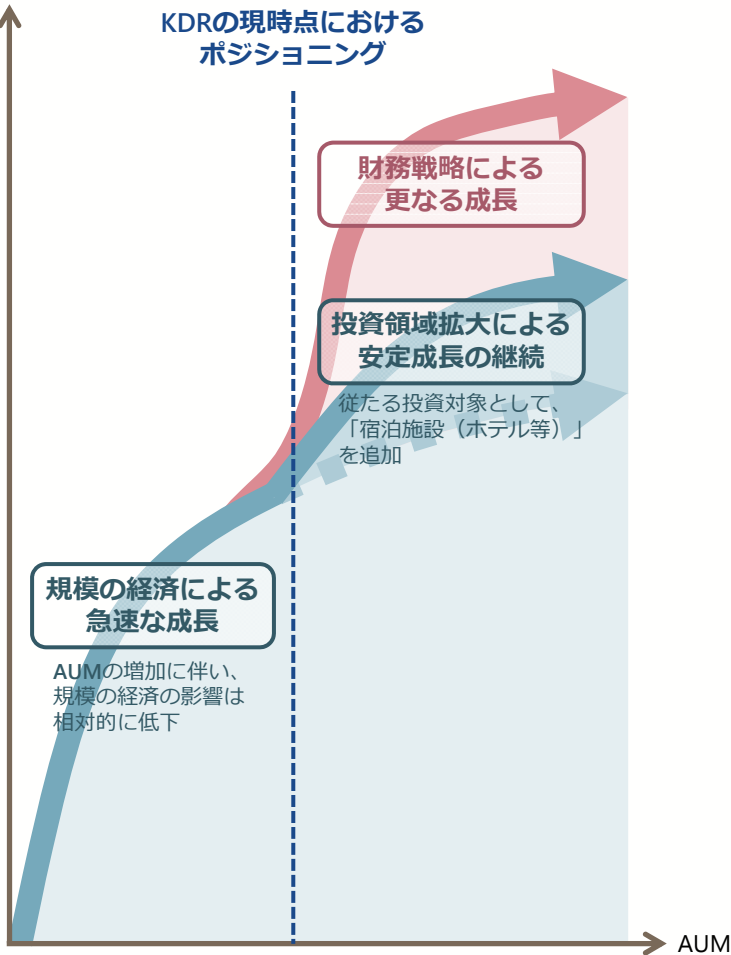 KDRの現時点における
ポジショニング
財務戦略による
更なる成長
投資領域拡大による
安定成長の継続
従たる投資対象として、
「宿泊施設（ホテル等）」
を追加
規模の経済による
急速な成長
AUMの増加に伴い、
規模の経済の影響は
相対的に低下
AUM